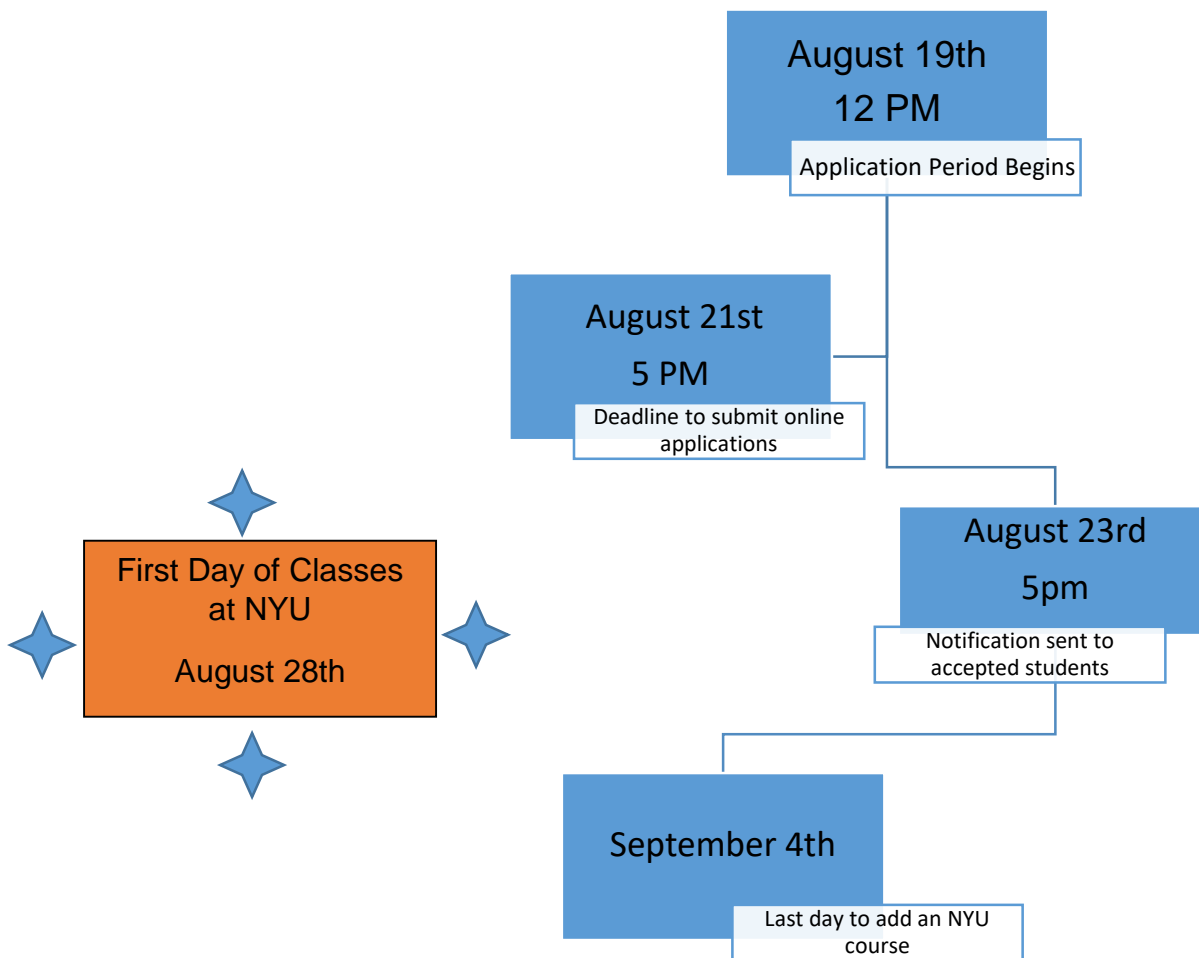 August 19th
12 PM
Application Period Begins
August 21st
5 PM
Deadline to submit online
applications
August 23rd
5pm
Notification sent to
accepted students
First Day of Classes
at NYU
August 28th
September 4th
Last day to add an NYU
course